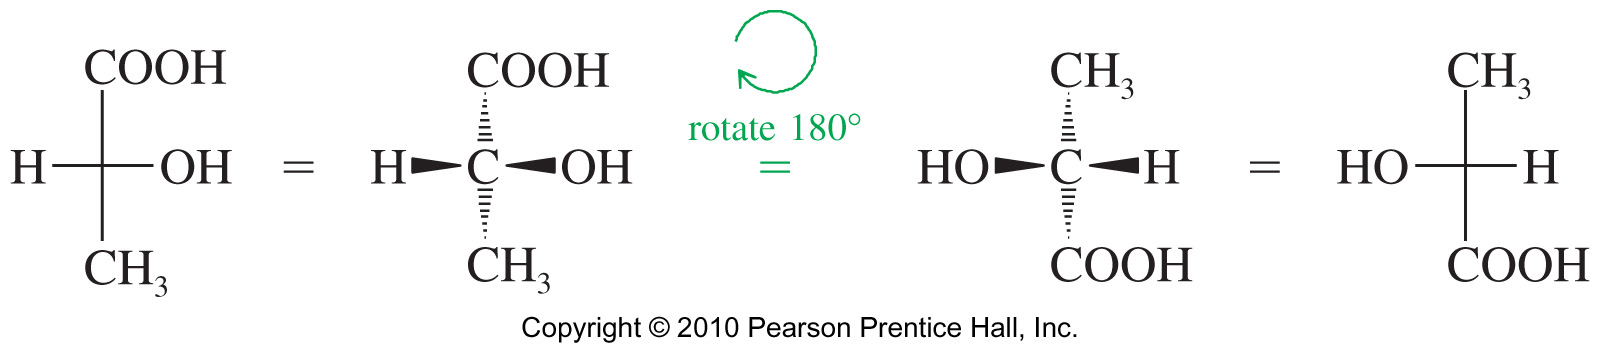 COOH COOH CH₃ CH₃
rotate 180°
H OH = H C OH = HO C H = HO H
CH₃ CH₃ COOH COOH
Copyright © 2010 Pearson Prentice Hall, Inc.